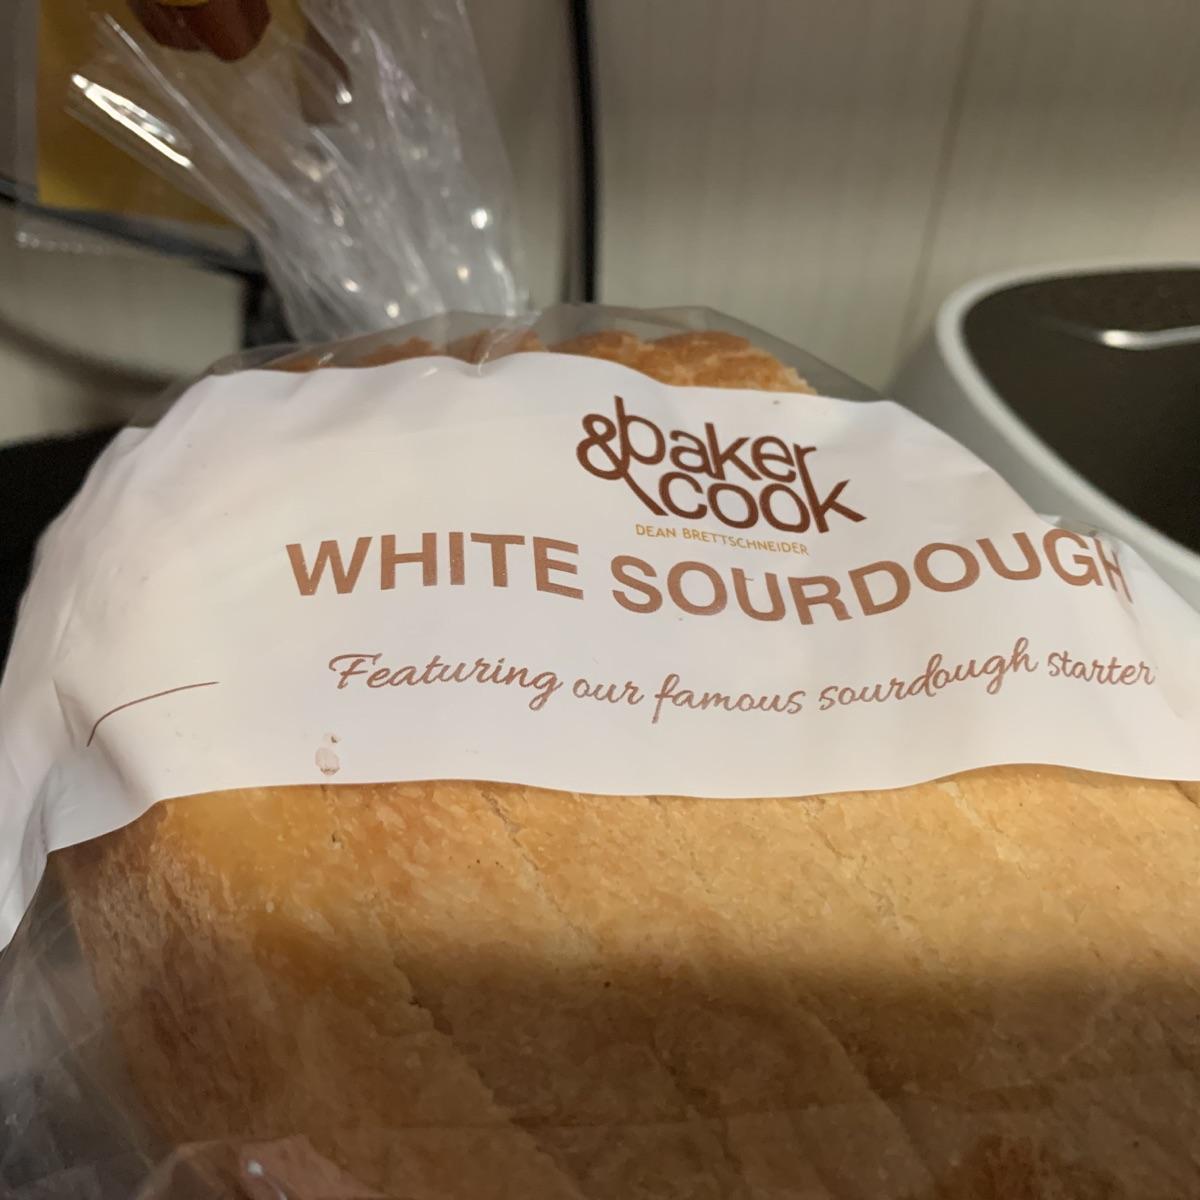 baker
&cook
DEAN BRETTSCHNEIDER
WHITE SOURDOUGH
Featuring our famous sourdough starter